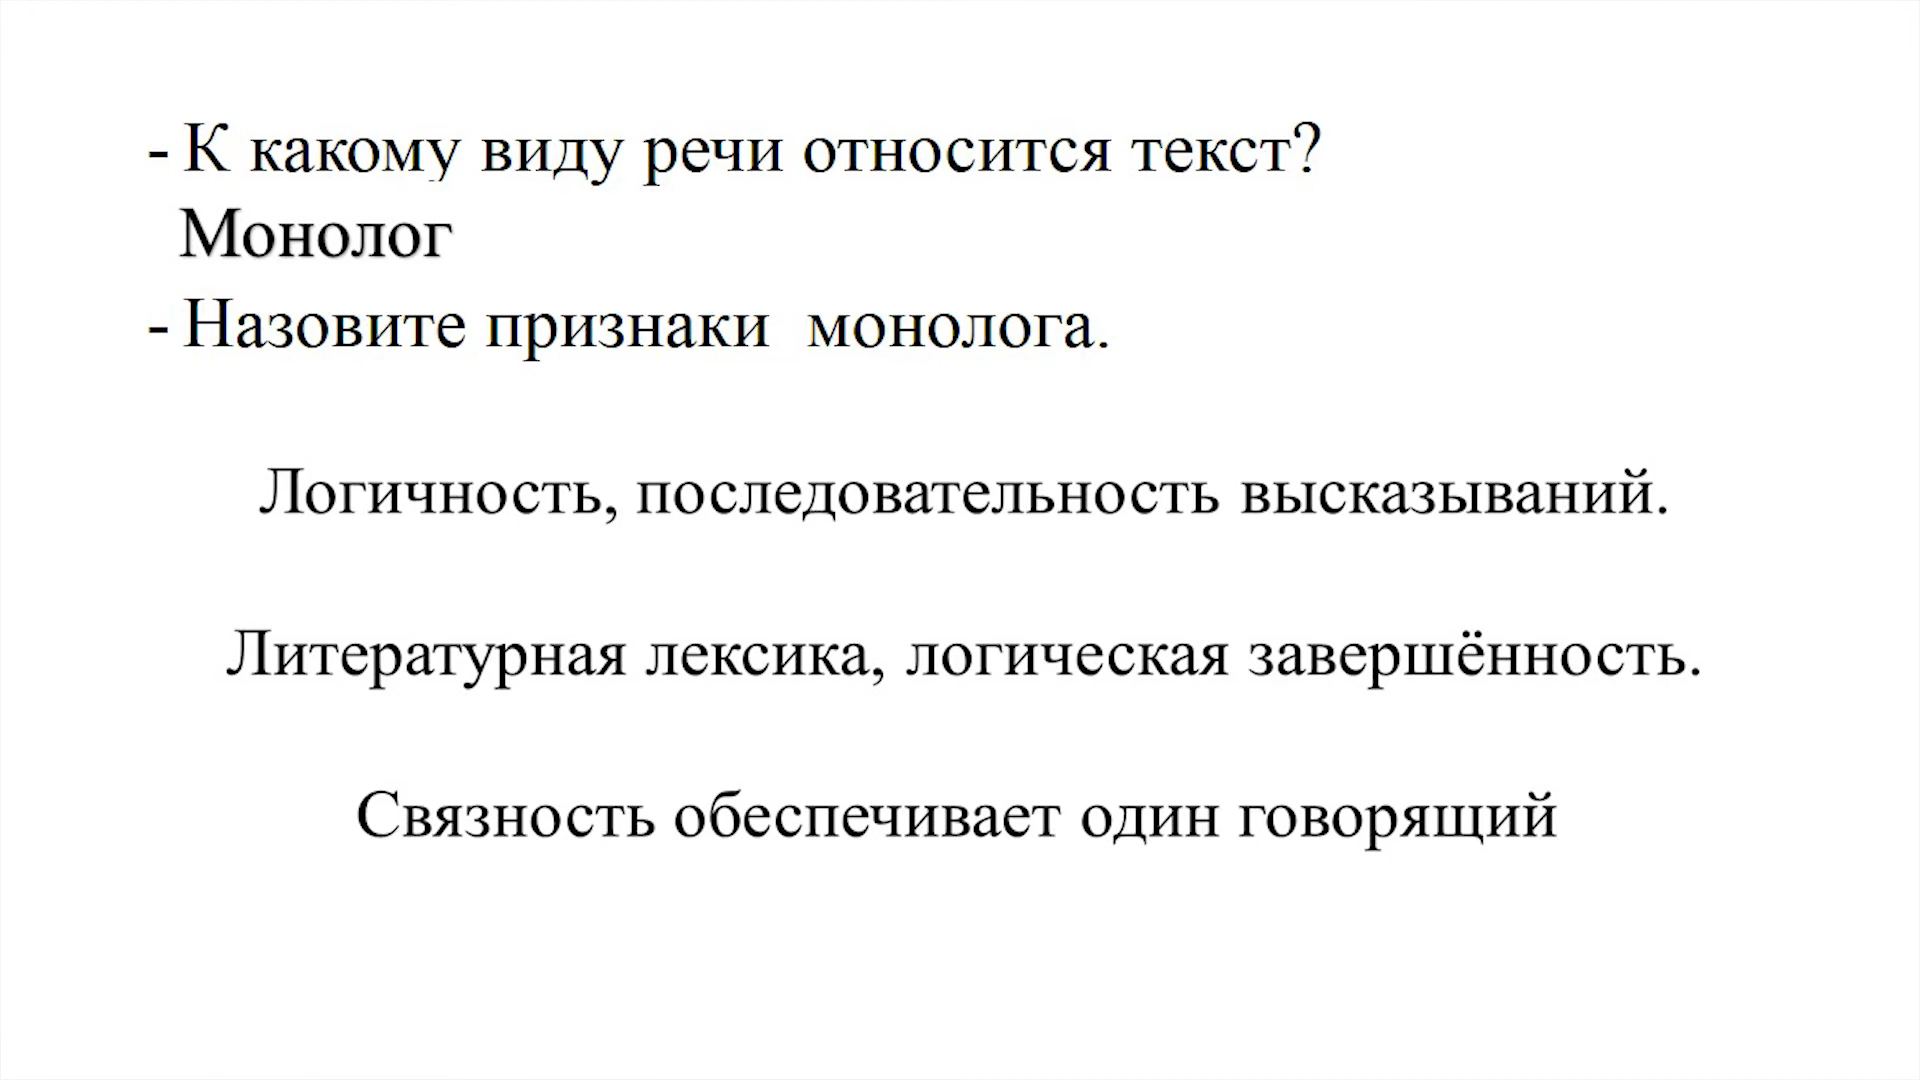 - К какому виду речи относится текст?
Монолог
- Назовите признаки монолога.
Логичность, последовательность высказываний.
Литературная лексика, логическая завершённость.
Связность обеспечивает один говорящий